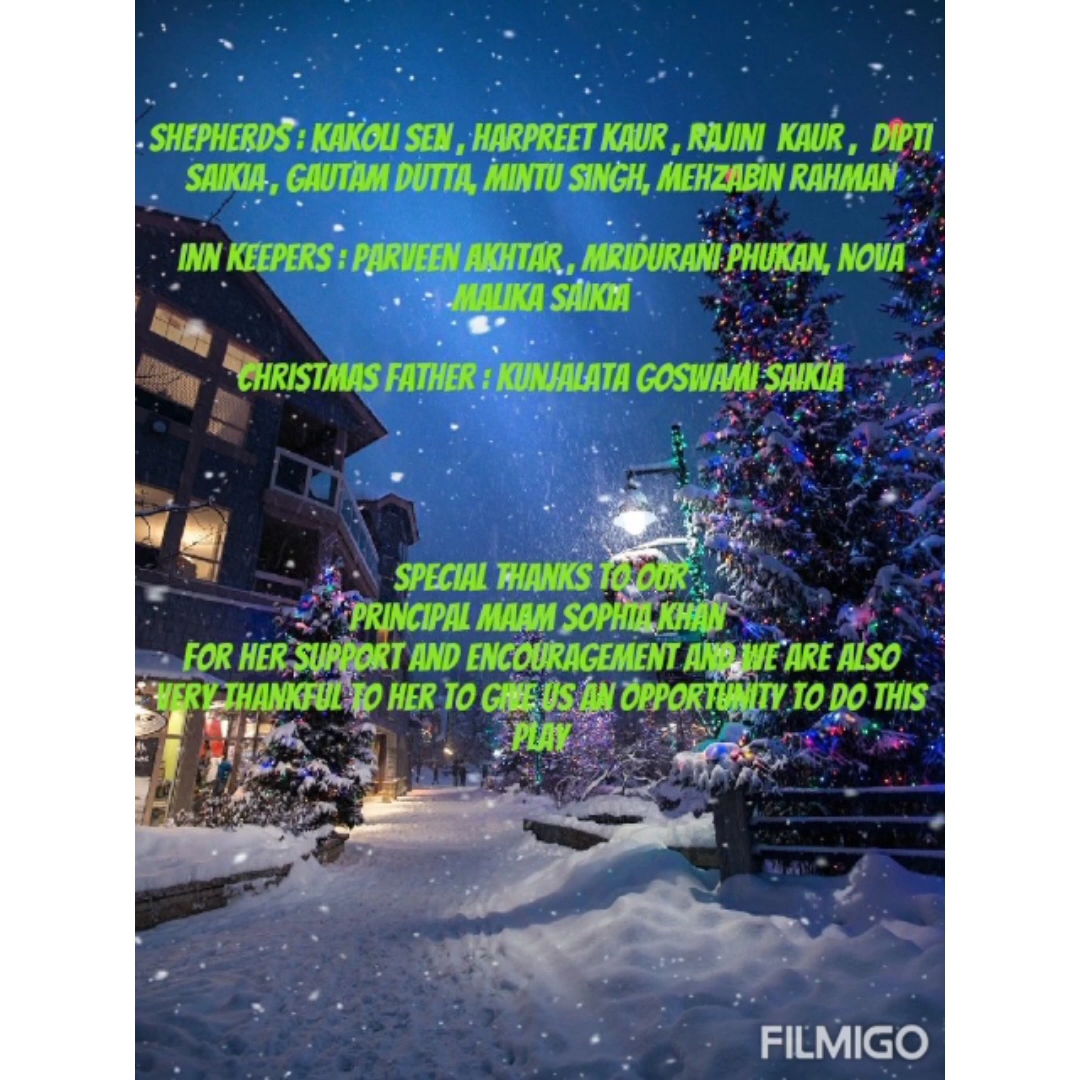 SHEPHERDS : KAKOLI SEN , HARPREET KAUR , RAJINI KAUR , DIPTI
SAIKIA , GAUTAM DUTTA, MINTU SINGH, MEHZABIN RAHMAN
INN KEEPERS : PARVEEN AKHTAR , MRIDURANI PHUKAN, NOVA
MALIKA SAIKIA
CHRISTMAS FATHER : KUNJALATA GOSWAMI SAIKIA
SPECIAL THANKS TO OUR
PRINCIPAL MAAM SOPHIA KHAN
FOR HER SUPPORT AND ENCOURAGEMENT AND WE ARE ALSO
VERY THANKFUL TO HER TO GIVE US AN OPPORTUNITY TO DO THIS
PLAY
FILMIGO